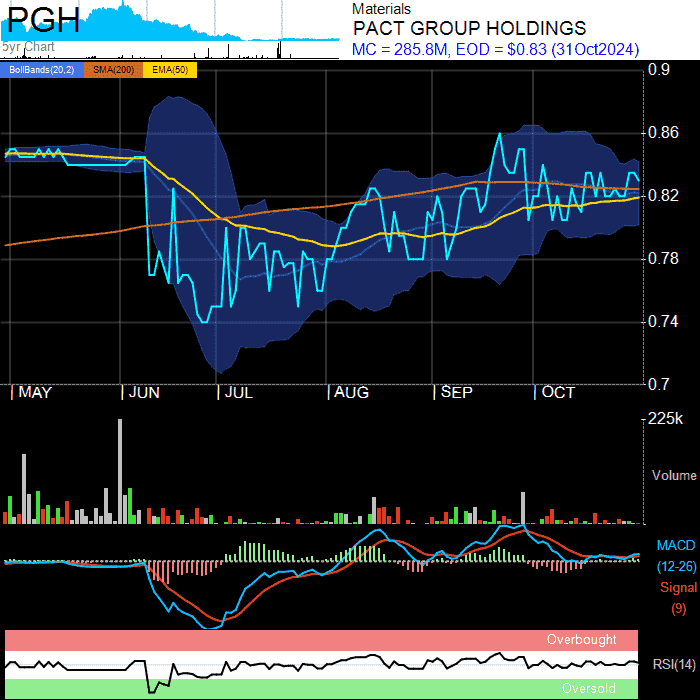 PGH
5yr Chart
Materials
PACT GROUP HOLDINGS
MC = 285.8M, EOD = $0.83 (31Oct2024)
BollBands(20,2) SMA(200) EMA(50)
0.9
0.86
0.82
0.78
0.74
0.7
MAY JUN JUL AUG SEP OCT
225k
Volume
MACD
(12-26)
Signal
(9)
Overbought
RSI(14)
Oversold